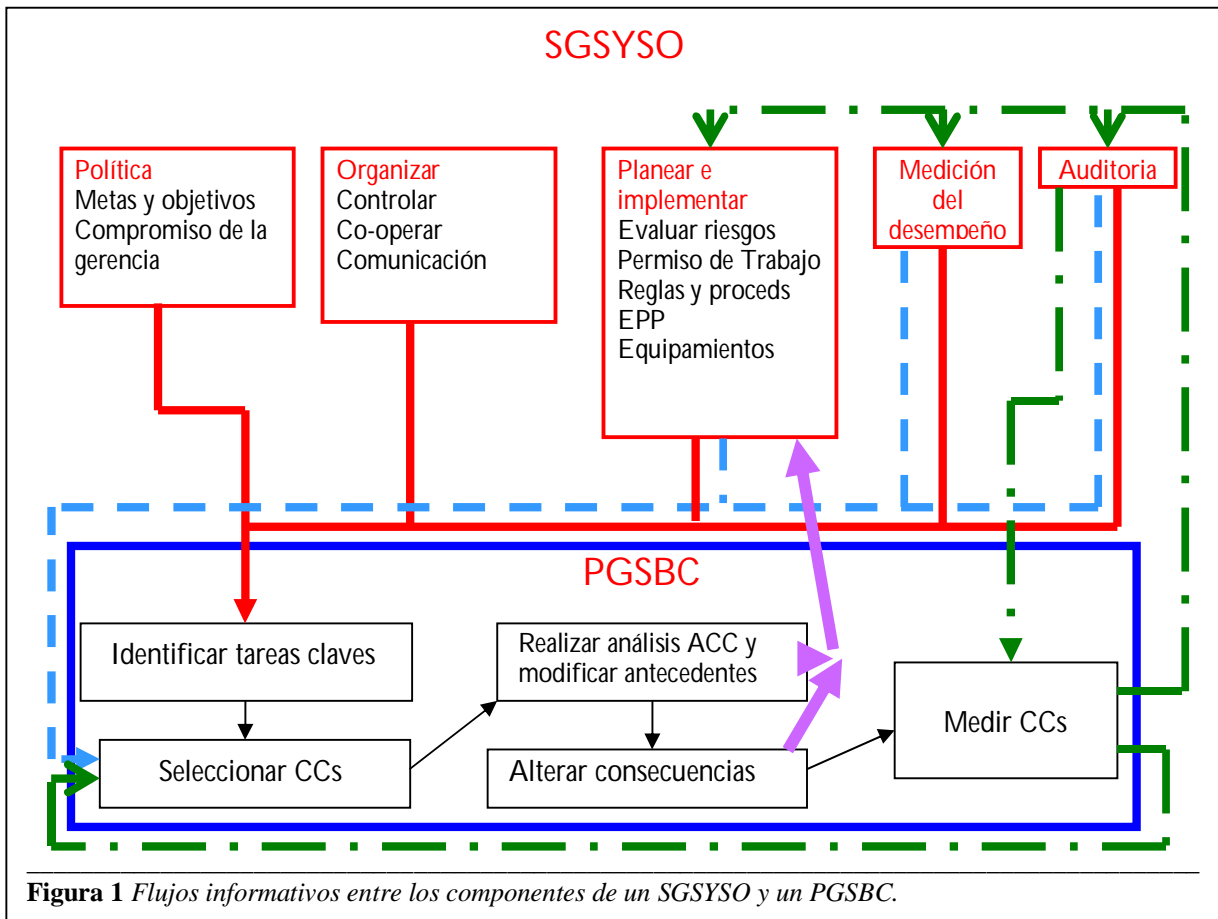 SGSYSO
Política
Metas y objetivos
Compromiso de la
gerencia
Organizar
Controlar
Co-operar
Comunicación
Planear e
implementar
Evaluar riesgos
Permiso de Trabajo
Reglas y proceds
EPP
Equipamientos
Medición
del
desempeño
Auditoria
PGSBC
Identificar tareas claves
Seleccionar CCs
Realizar análisis ACC y
modificar antecedentes
Alterar consecuencias
Medir CCs
Figura 1 Flujos informativos entre los componentes de un SGSYSO y un PGSBC.